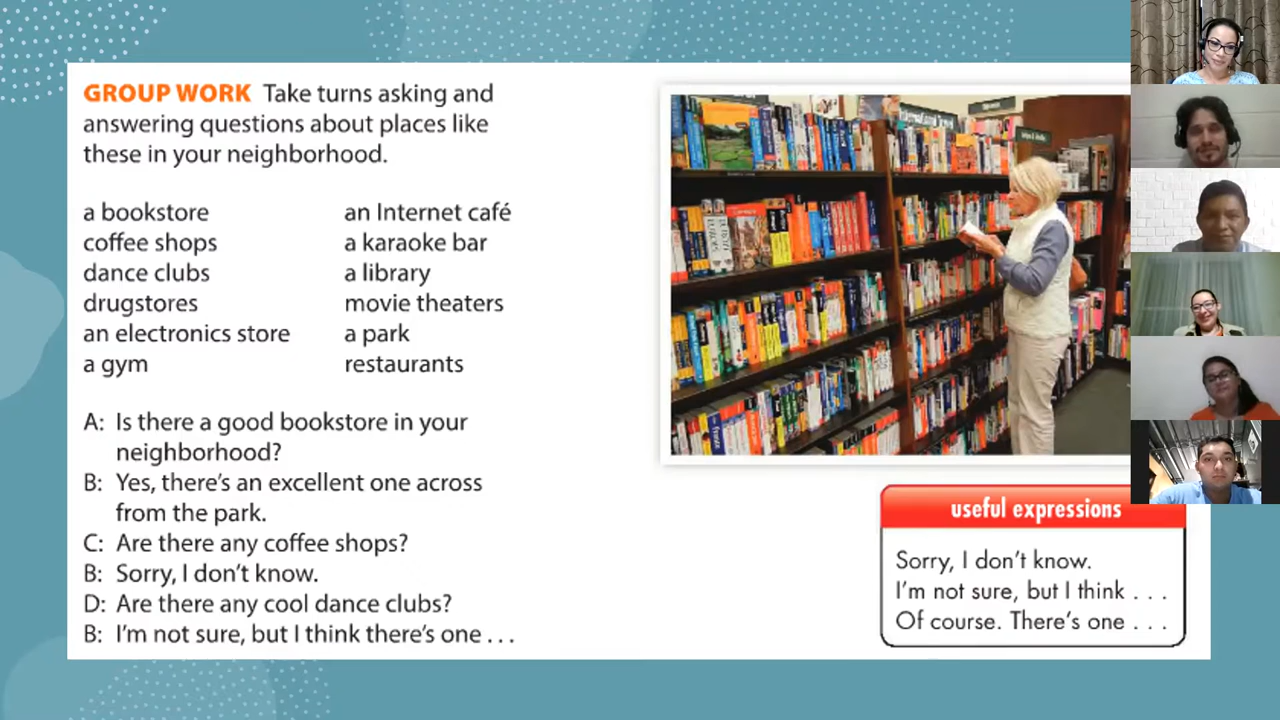 GROUP WORK Take turns asking and
answering questions about places like
these in your neighborhood.
a bookstore
coffee shops
dance clubs
drugstores
an electronics store
a gym
an Internet café
a karaoke bar
a library
movie theaters
a park
restaurants
A: Is there a good bookstore in your
neighborhood?
B: Yes, there's an excellent one across
from the park.
C: Are there any coffee shops?
B: Sorry, I don't know.
D: Are there any cool dance clubs?
B: I'm not sure, but I think there's one . . .
useful expressions
Sorry, I don't know.
I'm not sure, but I think . . .
Of course. There's one . . .